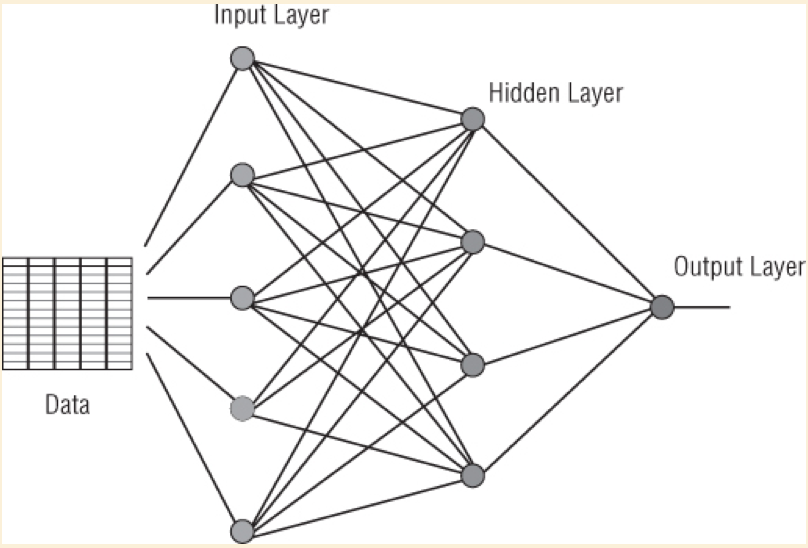 Input Layer
Hidden Layer
Output Layer
Data